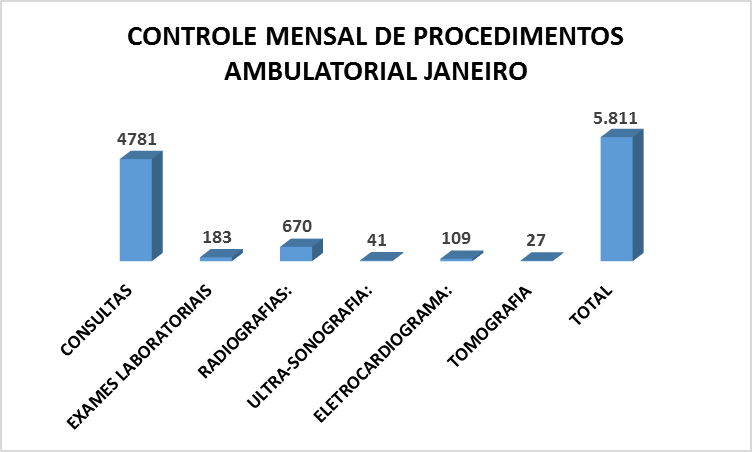 CONTROLE MENSAL DE PROCEDIMENTOS
AMBULATORIAL JANEIRO
4781
183
670
41
109
27
5.811
CONSULTAS
EXAMES LABORATORIAIS
RADIOGRAFIAS:
ULTRA-SONOGRAFIA:
ELETROCARDIOGRAMA:
TOMOGRAFIA
TOTAL